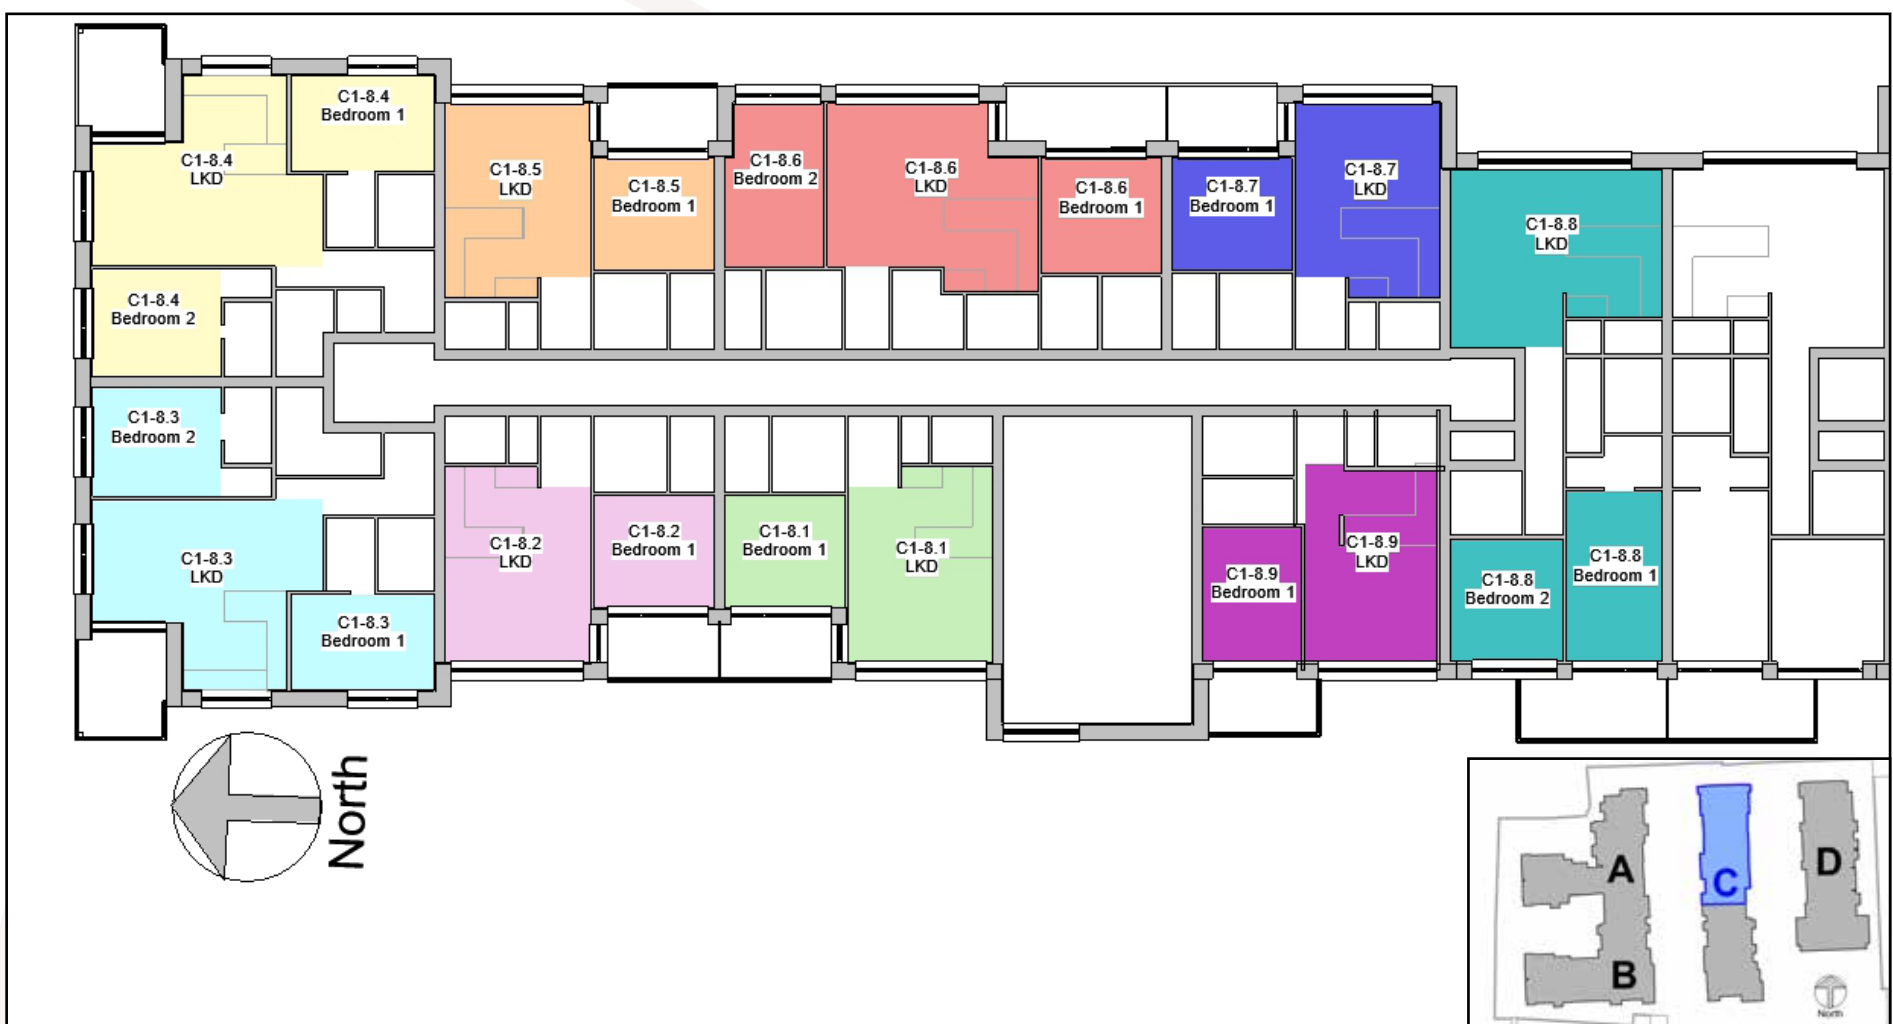 C1-8.4
Bedroom 1
C1-8.4
LKD
C1-8.5
LKD
C1-8.5
Bedroom 1
C1-8.6
Bedroom 2
C1-8.6
LKD
C1-8.6
Bedroom 1
C1-8.7
Bedroom 1
C1-8.7
LKD
C1-8.8
LKD
C1-8.4
Bedroom 2
C1-8.3
Bedroom 2
C1-8.3
LKD
C1-8.3
Bedroom 1
C1-8.2
LKD
C1-8.2
Bedroom 1
C1-8.1
Bedroom 1
C1-8.1
LKD
C1-8.9
Bedroom 1
C1-8.9
LKD
C1-8.8
Bedroom 2
C1-8.8
Bedroom 1
North
A
B
C
D
North